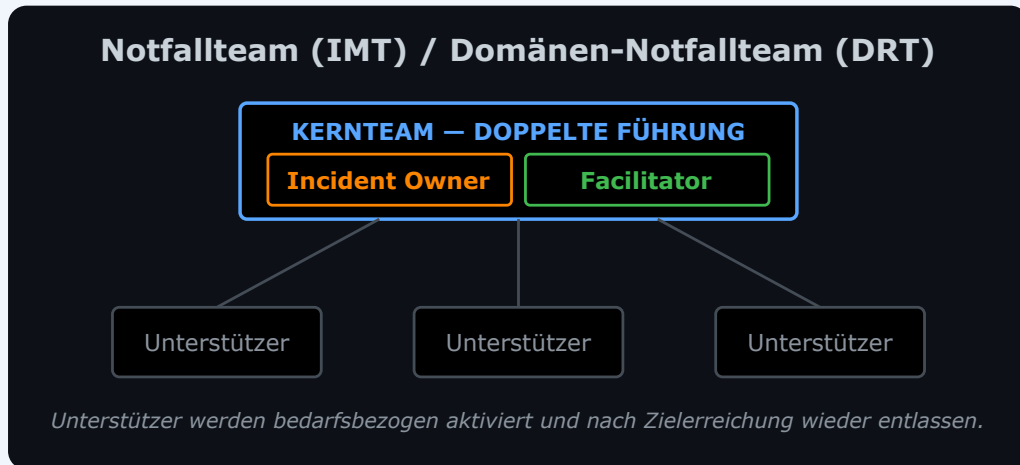 Notfallteam (IMT) / Domänen-Notfallteam (DRT)
KERNTEAM — DOPPELTE FÜHRUNG
Incident Owner
Facilitator
Unterstützer
Unterstützer
Unterstützer
Unterstützer werden bedarfsbezogen aktiviert und nach Zielerreichung wieder entlassen.